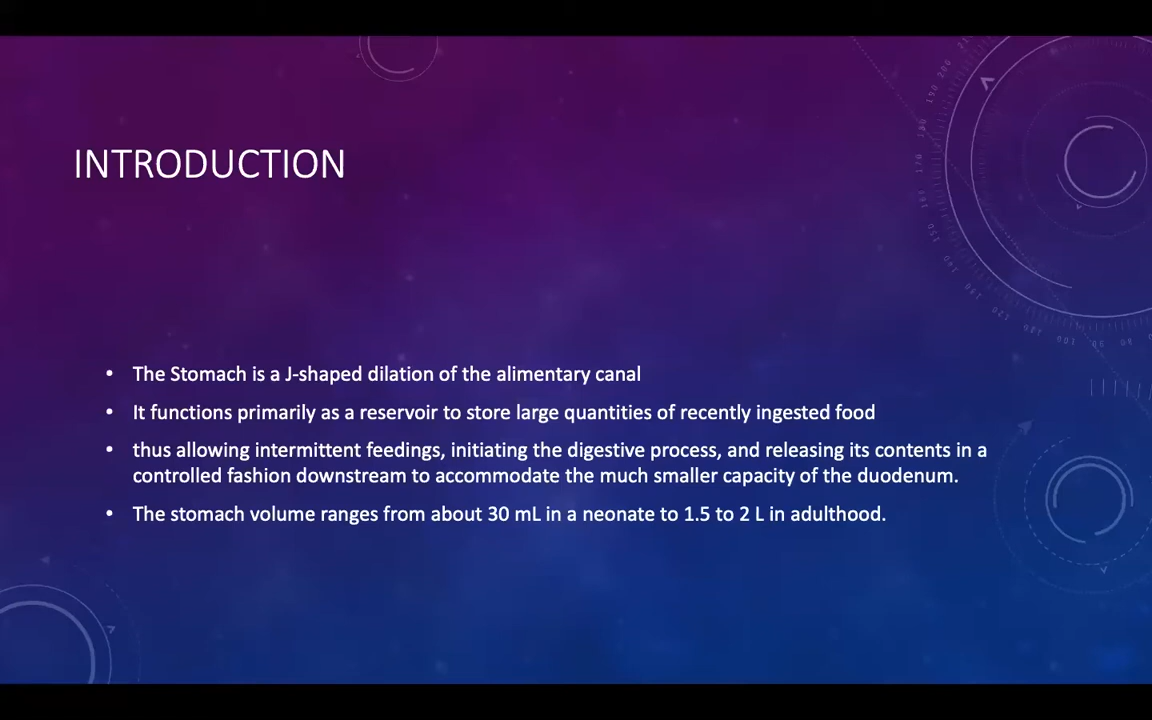 INTRODUCTION
• The Stomach is a J-shaped dilation of the alimentary canal
• It functions primarily as a reservoir to store large quantities of recently ingested food
• thus allowing intermittent feedings, initiating the digestive process, and releasing its contents in a
controlled fashion downstream to accommodate the much smaller capacity of the duodenum.
• The stomach volume ranges from about 30 mL in a neonate to 1.5 to 2 L in adulthood.